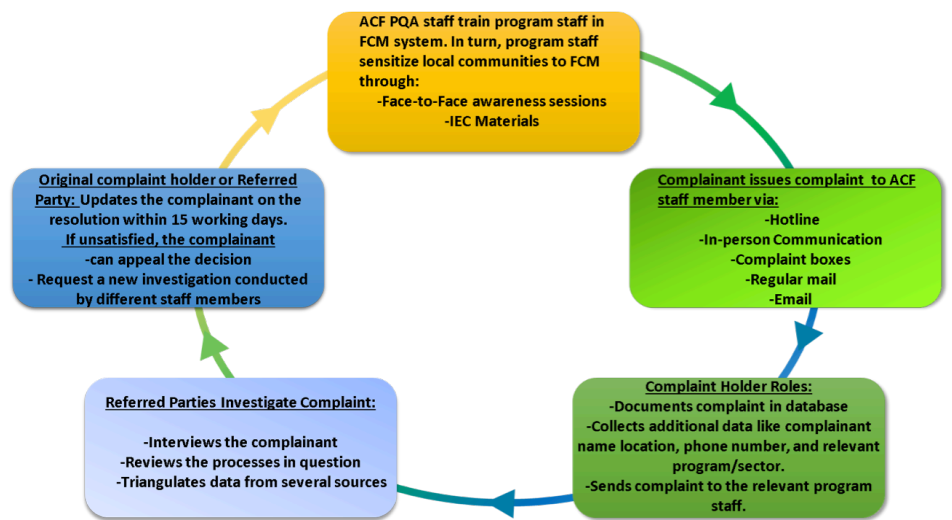 ACF PQA staff train program staff in
FCM system. In turn, program staff
sensitize local communities to FCM
through:
-Face-to-Face awareness sessions
-IEC Materials
Complainant issues complaint to ACF
staff member via:
-Hotline
-In-person Communication
-Complaint boxes
-Regular mail
-Email
Complaint Holder Roles:
-Documents complaint in database
-Collects additional data like complainant
name location, phone number, and relevant
program/sector.
-Sends complaint to the relevant program
staff.
Referred Parties Investigate Complaint:
-Interviews the complainant
-Reviews the processes in question
-Triangulates data from several sources
Original complaint holder or Referred
Party: Updates the complainant on the
resolution within 15 working days.
If unsatisfied, the complainant
-can appeal the decision
- Request a new investigation conducted
by different staff members